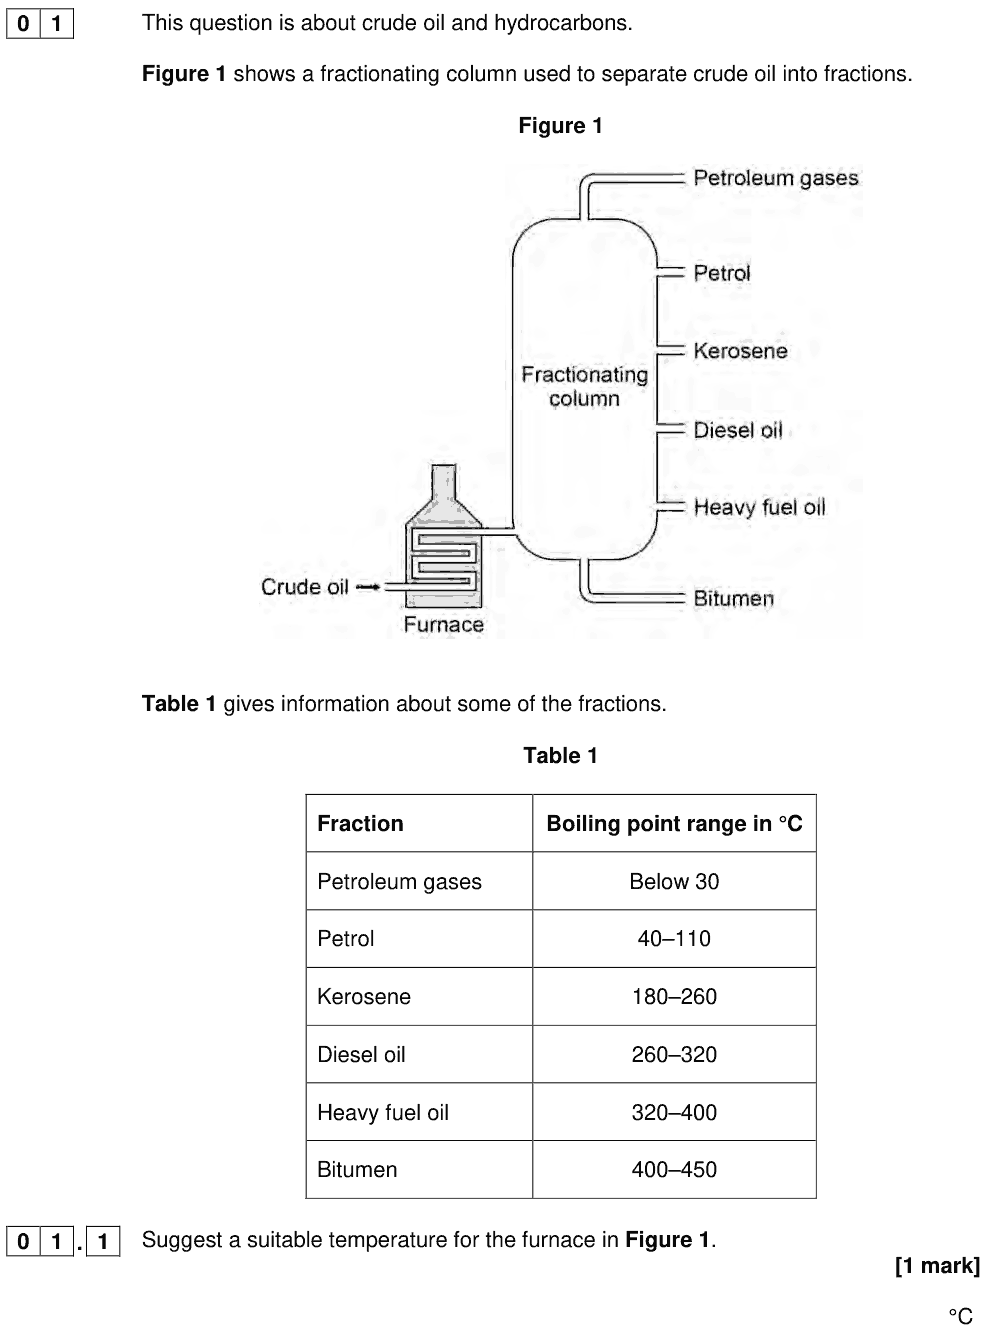 0 1 This question is about crude oil and hydrocarbons.
Figure 1 shows a fractionating column used to separate crude oil into fractions.
Figure 1
Petroleum gases
Petrol
Kerosene
Fractionating
column
Diesel oil
Heavy fuel oil
Crude oil
Bitumen
Furnace
Table 1 gives information about some of the fractions.
Table 1
Fraction Boiling point range in °C
Petroleum gases Below 30
Petrol 40–110
Kerosene 180–260
Diesel oil 260–320
Heavy fuel oil 320–400
Bitumen 400–450
0 1 . 1 Suggest a suitable temperature for the furnace in Figure 1.
[1 mark]
°C